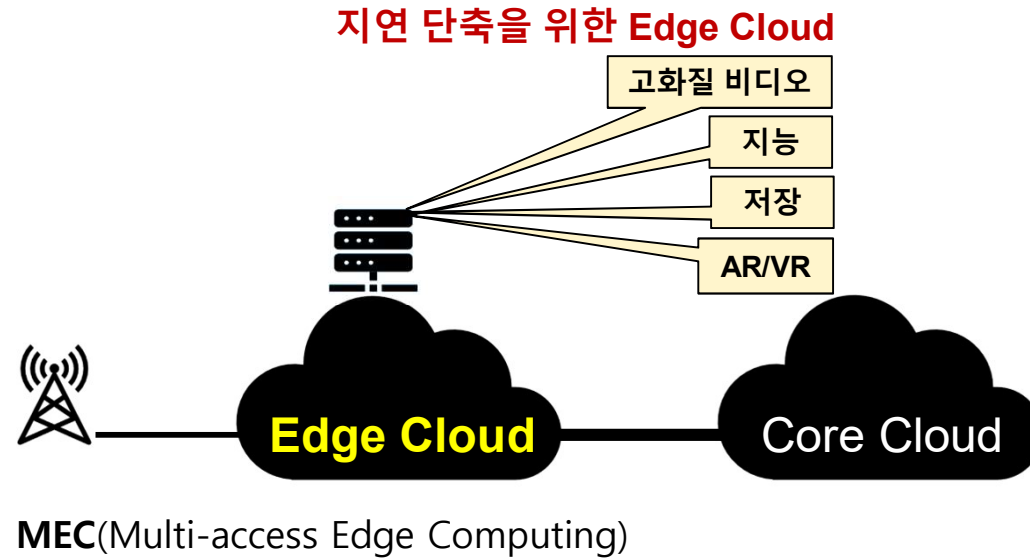 지연 단축을 위한 Edge Cloud
고화질 비디오
지능
저장
AR/VR
Edge Cloud
Core Cloud
MEC(Multi-access Edge Computing)